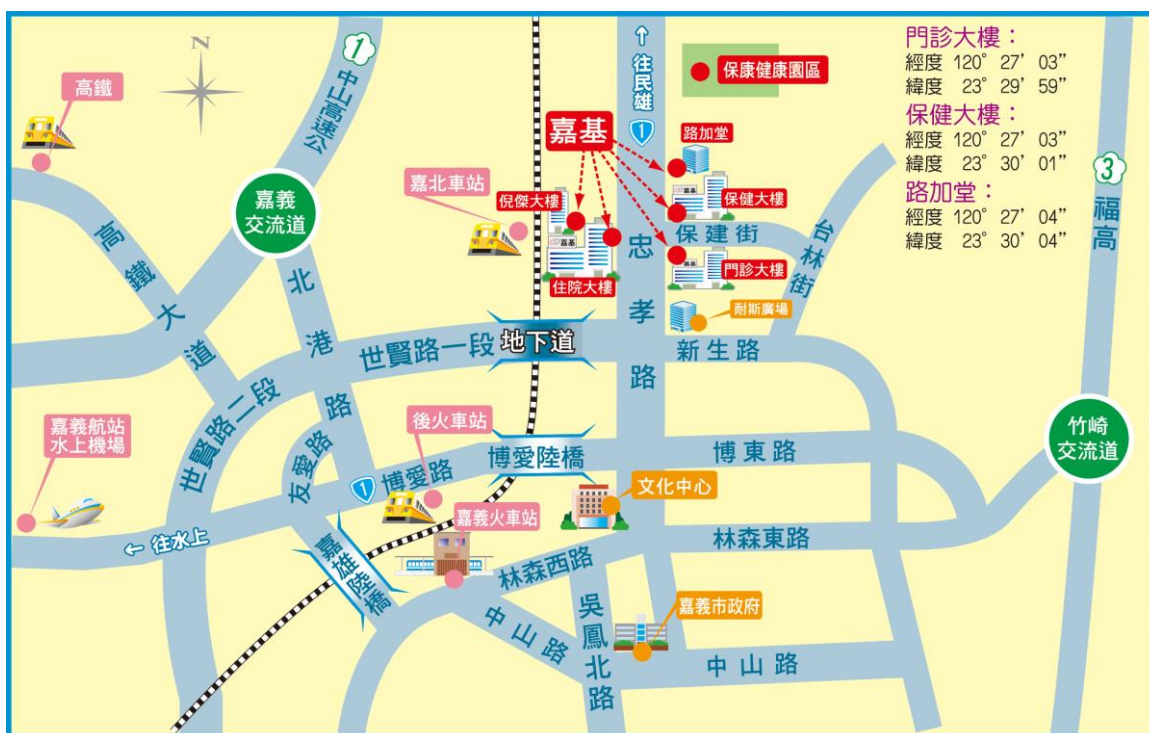 N
高鐵
1
中山高速公
嘉義
交流道
嘉北車站
高鐵大道
北港路
世賢路一段
地下道
世賢路二段
友愛路
嘉義航站
水上機場
←往水上
1
博愛路
後火車站
嘉義火車站
嘉雄陸橋
博愛陸橋
↑往民雄
1
嘉基
倪傑大樓
嘉基
住院大樓
保康健康園區
路加堂
嘉基
保健大樓
保建街
門診大樓
耐斯廣場
忠孝路
新生路
台林街
博東路
文化中心
林森西路
林森東路
吳鳳北路
中山路
嘉義市政府
中山路
3
福高
竹崎
交流道
門診大樓：
經度 120° 27’ 03”
緯度 23° 29’ 59”
保健大樓：
經度 120° 27’ 03”
緯度 23° 30’ 01”
路加堂：
經度 120° 27’ 04”
緯度 23° 30’ 04”